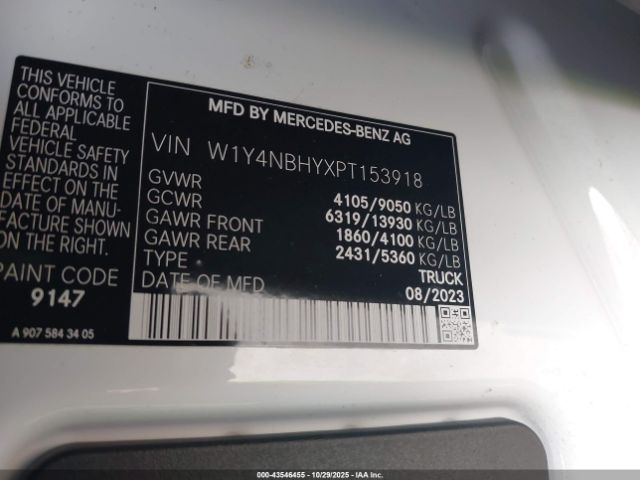 THIS VEHICLE
CONFORMS TO
ALL APPLICABLE
FEDERAL
VEHICLE SAFETY
STANDARDS
IN EFFECT ON THE
DATE OF MANU-
FACTURE SHOWN
ON THE RIGHT.
PAINT CODE
9147
A 907 584 34 05
MFD BY MERCEDES-BENZ AG
VIN W1Y4NBHYXPT153918
GVWR 4105/9050 KG/LB
GCWR 6319/13930 KG/LB
GAWR FRONT 1860/4100 KG/LB
GAWR REAR 2431/5360 KG/LB
TYPE TRUCK
DATE OF MFD 08/2023
000-43546455 | 10/29/2025 | IAA Inc.